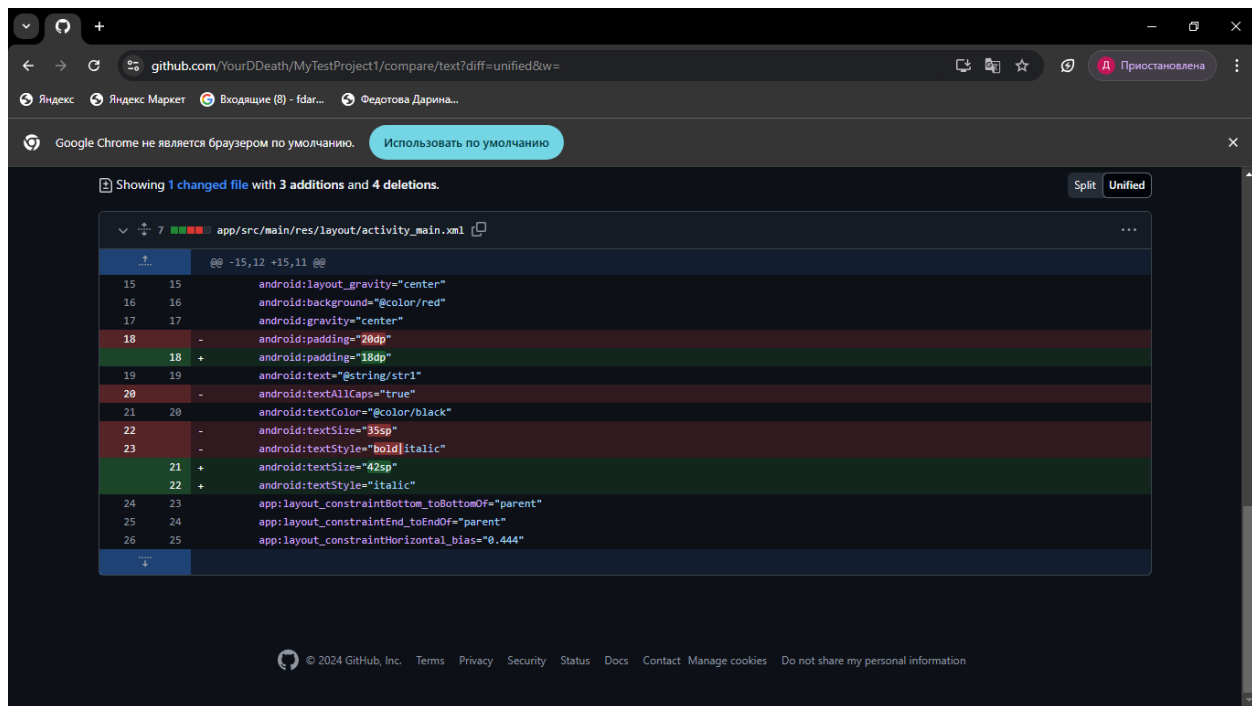 github.com/YourDDeath/MyTestProject1/compare/text?diff=unified&w=
Д Приостановлена
Яндекс Яндекс Маркет Входящие (8) - fdar... Федотова Дарина...
Google Chrome не является браузером по умолчанию. Использовать по умолчанию
Showing 1 changed file with 3 additions and 4 deletions. Split Unified
7 app/src/main/res/layout/activity_main.xml
@@ -15,12 +15,11 @@
15 15 android:layout_gravity="center"
16 16 android:background="@color/red"
17 17 android:gravity="center"
18 - android:padding="20dp"
18 + android:padding="18dp"
19 19 android:text="@string/str1"
20 - android:textAllCaps="true"
21 20 android:textColor="@color/black"
22 - android:textSize="35sp"
23 - android:textStyle="bold|italic"
21 + android:textSize="42sp"
22 + android:textStyle="italic"
24 23 app:layout_constraintBottom_toBottomOf="parent"
25 24 app:layout_constraintEnd_toEndOf="parent"
26 25 app:layout_constraintHorizontal_bias="0.444"
© 2024 GitHub, Inc. Terms Privacy Security Status Docs Contact Manage cookies Do not share my personal information